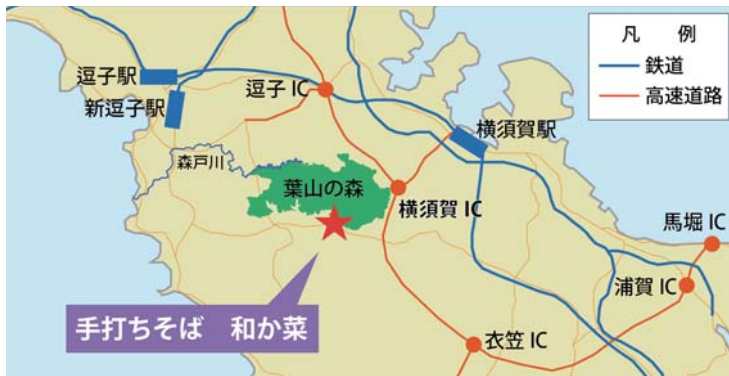 凡 例
鉄道
高速道路
逗子駅
新逗子駅
逗子 IC
横須賀駅
森戸川
葉山の森
横須賀 IC
馬堀 IC
浦賀 IC
手打ちそば 和か菜
衣笠 IC